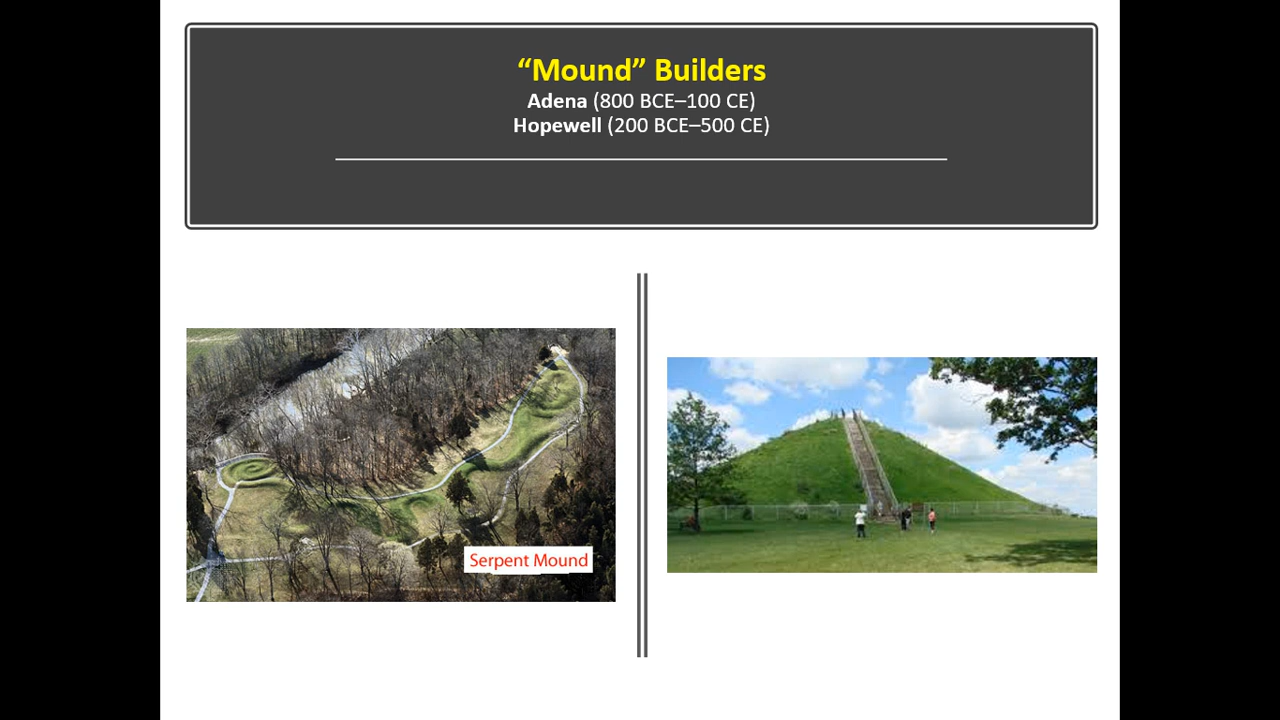 “Mound” Builders
Adena (800 BCE–100 CE)
Hopewell (200 BCE–500 CE)
Serpent Mound